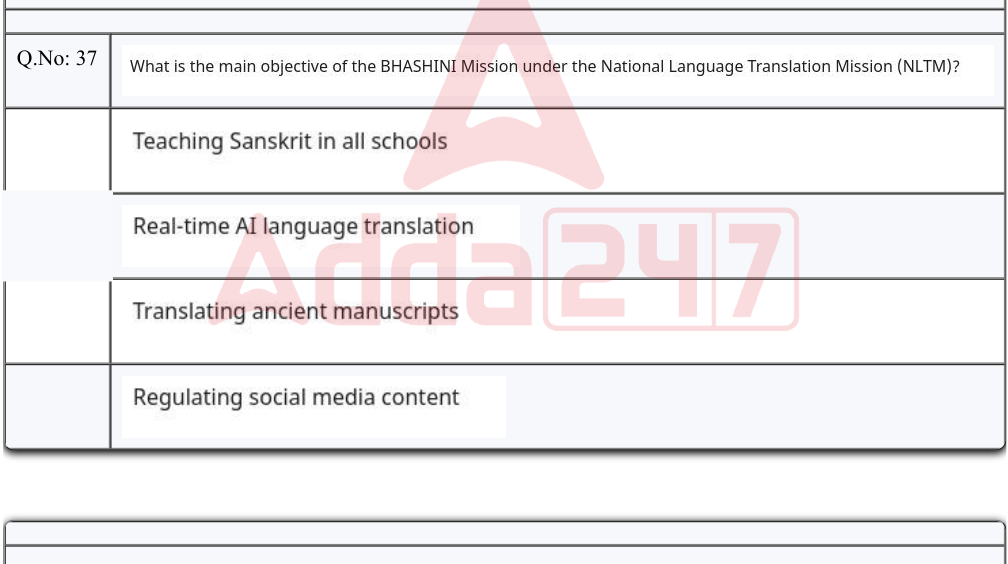 Q.No: 37
What is the main objective of the BHASHINI Mission under the National Language Translation Mission (NLTM)?
Teaching Sanskrit in all schools
Real-time AI language translation
Translating ancient manuscripts
Regulating social media content
Adda247